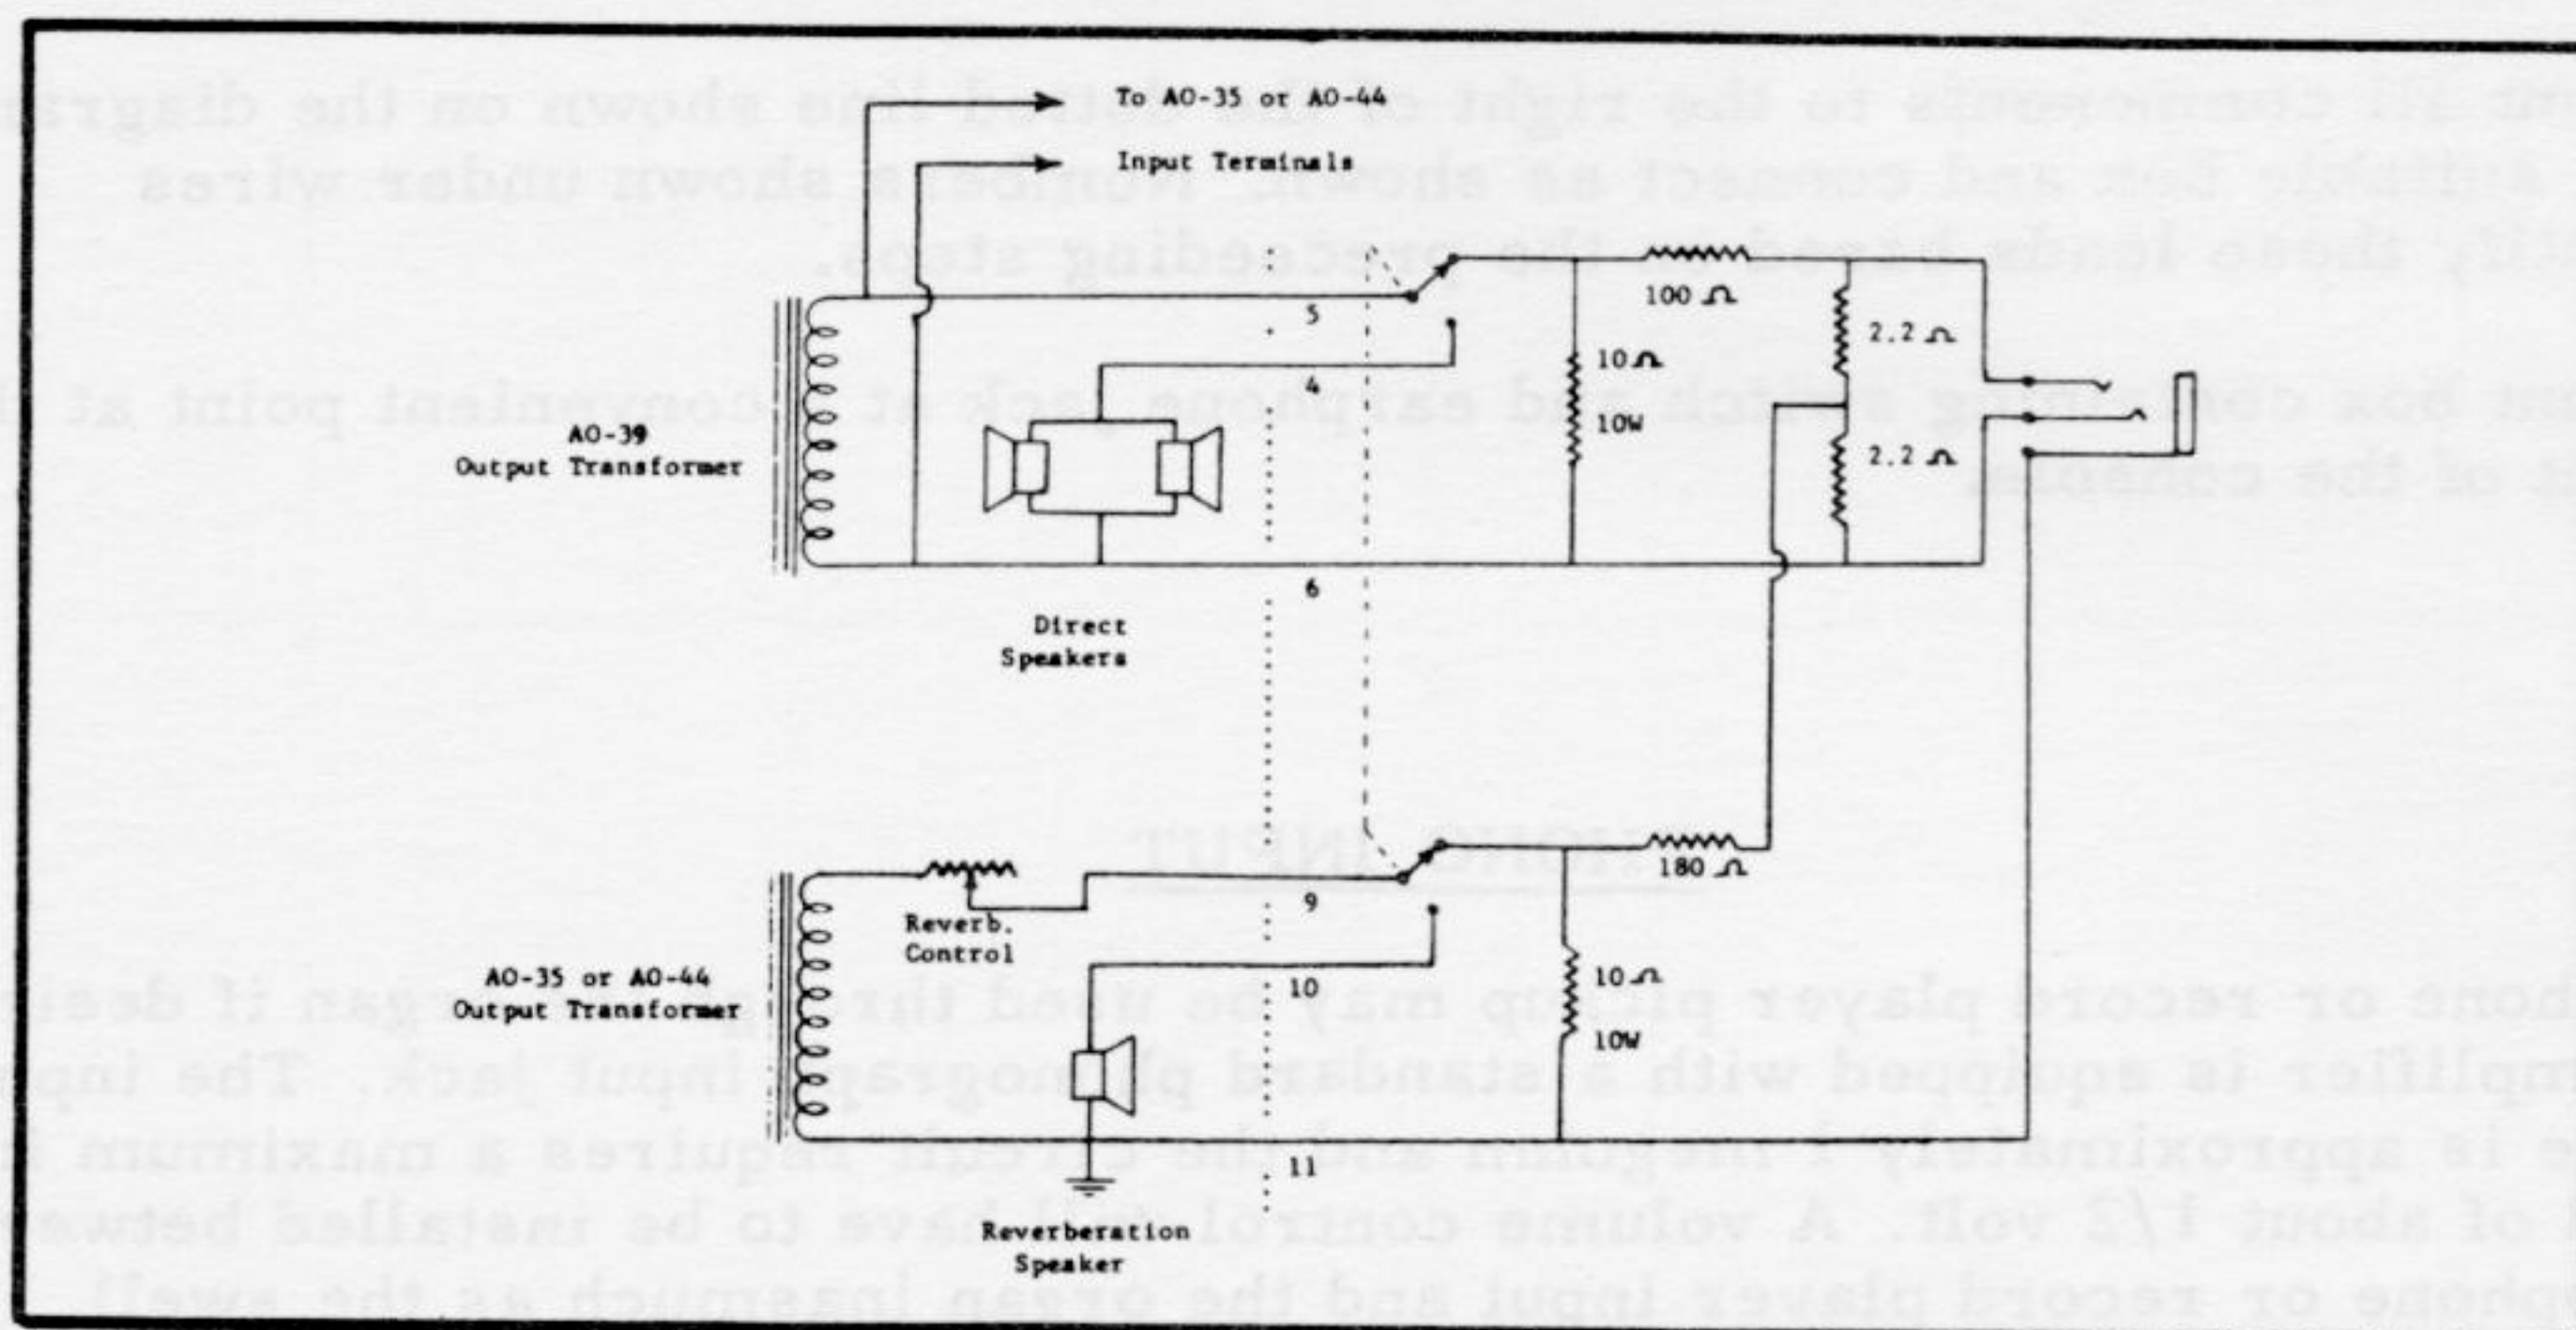 To AO-35 or AO-44
Input Terminals
5
100 Ω
2.2 Ω
10 Ω
10W
4
AO-39
Output Transformer
2.2 Ω
6
Direct
Speakers
180 Ω
9
Reverb.
Control
10
10 Ω
10W
AO-35 or AO-44
Output Transformer
11
Reverberation
Speaker